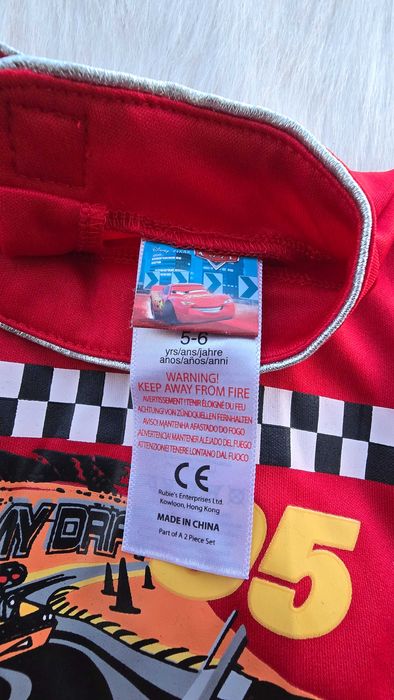 Disney · PIXAR
5-6
yrs/ans/jahre
años/anos/anni
WARNING!
KEEP AWAY FROM FIRE
AVERTISSEMENT!TENIR ÉLOIGNÉ DU FEU
ACHTUNG!VON ZÜNDQUELLEN FERNHALTEN
AVISO! MANTENHA AFASTADO DO FOGO
ADVERTENCIA! MANTENER ALEJADO DEL FUEGO
ATTENZIONE! TENERE LONTANO DAL FUOCO
CE
Rubie's Enterprises Ltd.
Kowloon, Hong Kong
MADE IN CHINA
Part of A 2 Piece Set
95